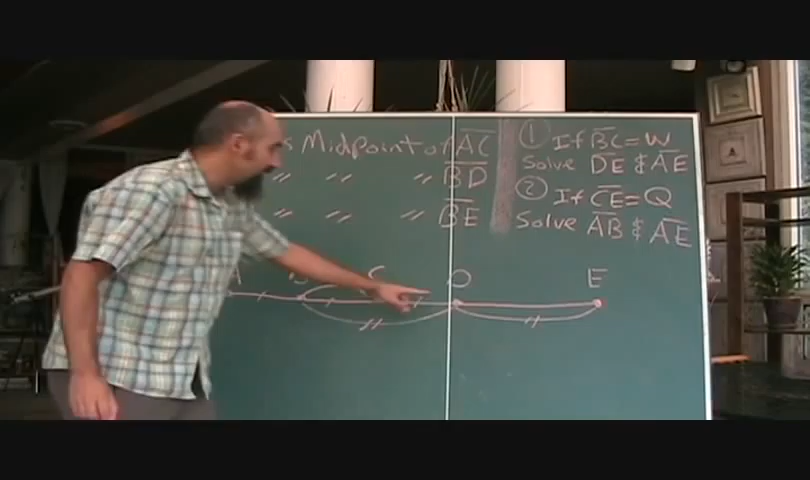 s Midpoint of AC
〃 〃 〃 BD
〃 〃 〃 BE
① If BC = W
Solve DE & AE
② If CE = Q
Solve AB & AE
C D E